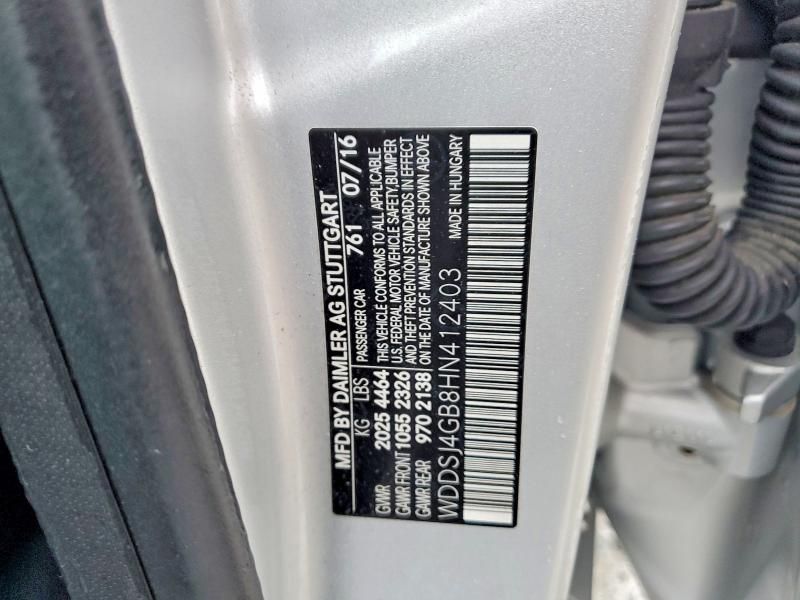 MFD BY DAIMLER AG STUTTGART
KG LBS PASSENGER CAR 761 07/16
GVWR 2025 4464 THIS VEHICLE CONFORMS TO ALL APPLICABLE
U.S. FEDERAL MOTOR VEHICLE SAFETY,BUMPER
GAWR FRONT 1055 2326 AND THEFT PREVENTION STANDARDS IN EFFECT
GAWR REAR 970 2138 ON THE DATE OF MANUFACTURE SHOWN ABOVE
WDDSJ4GB8HN412403 MADE IN HUNGARY